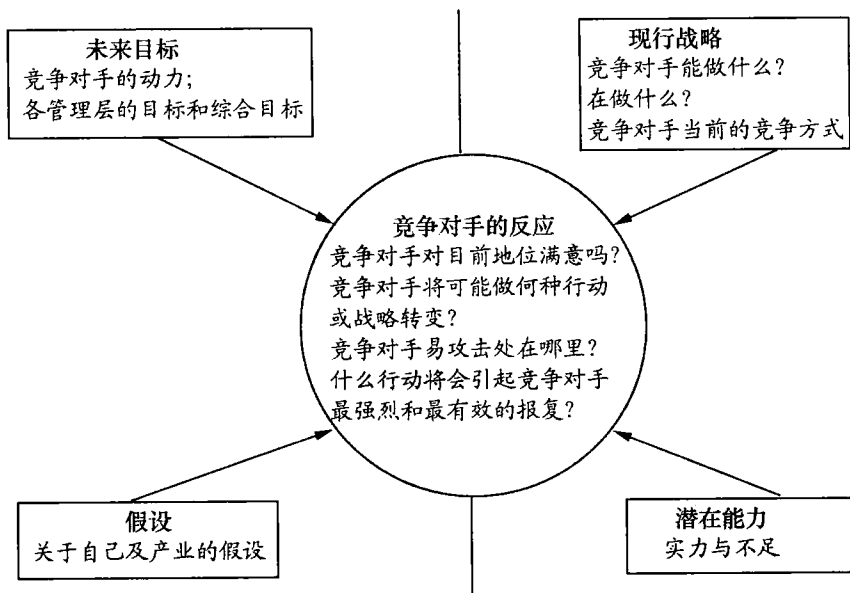 未来目标
竞争对手的动力；
各管理层的目标和综合目标
现行战略
竞争对手能做什么？
在做什么？
竞争对手当前的竞争方式
竞争对手的反应
竞争对手对目前地位满意吗？
竞争对手将可能做何种行动
或战略转变？
竞争对手易攻击处在哪里？
什么行动将会引起竞争对手
最强烈和最有效的报复？
假设
关于自己及产业的假设
潜在能力
实力与不足